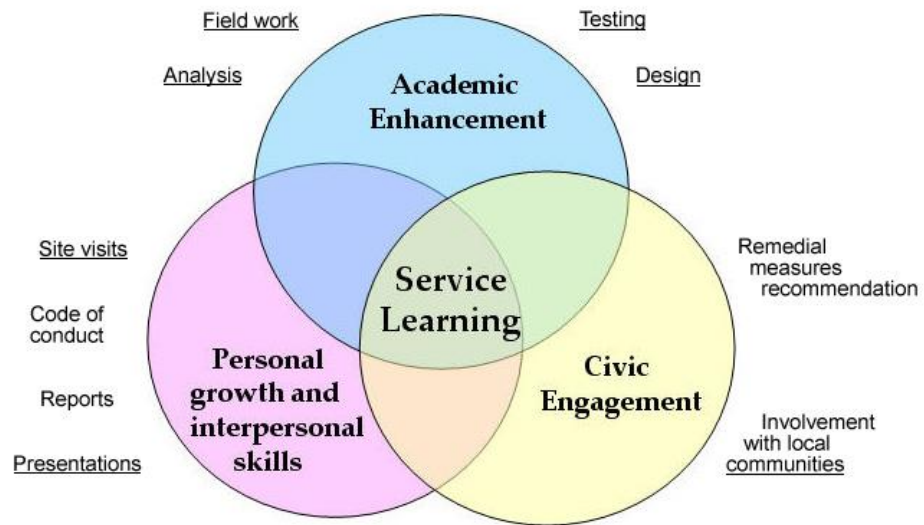 Field work
Testing
Analysis
Design
Academic
Enhancement
Site visits
Code of
conduct
Reports
Presentations
Service
Learning
Personal
growth and
interpersonal
skills
Civic
Engagement
Remedial
measures
recommendation
Involvement
with local
communities